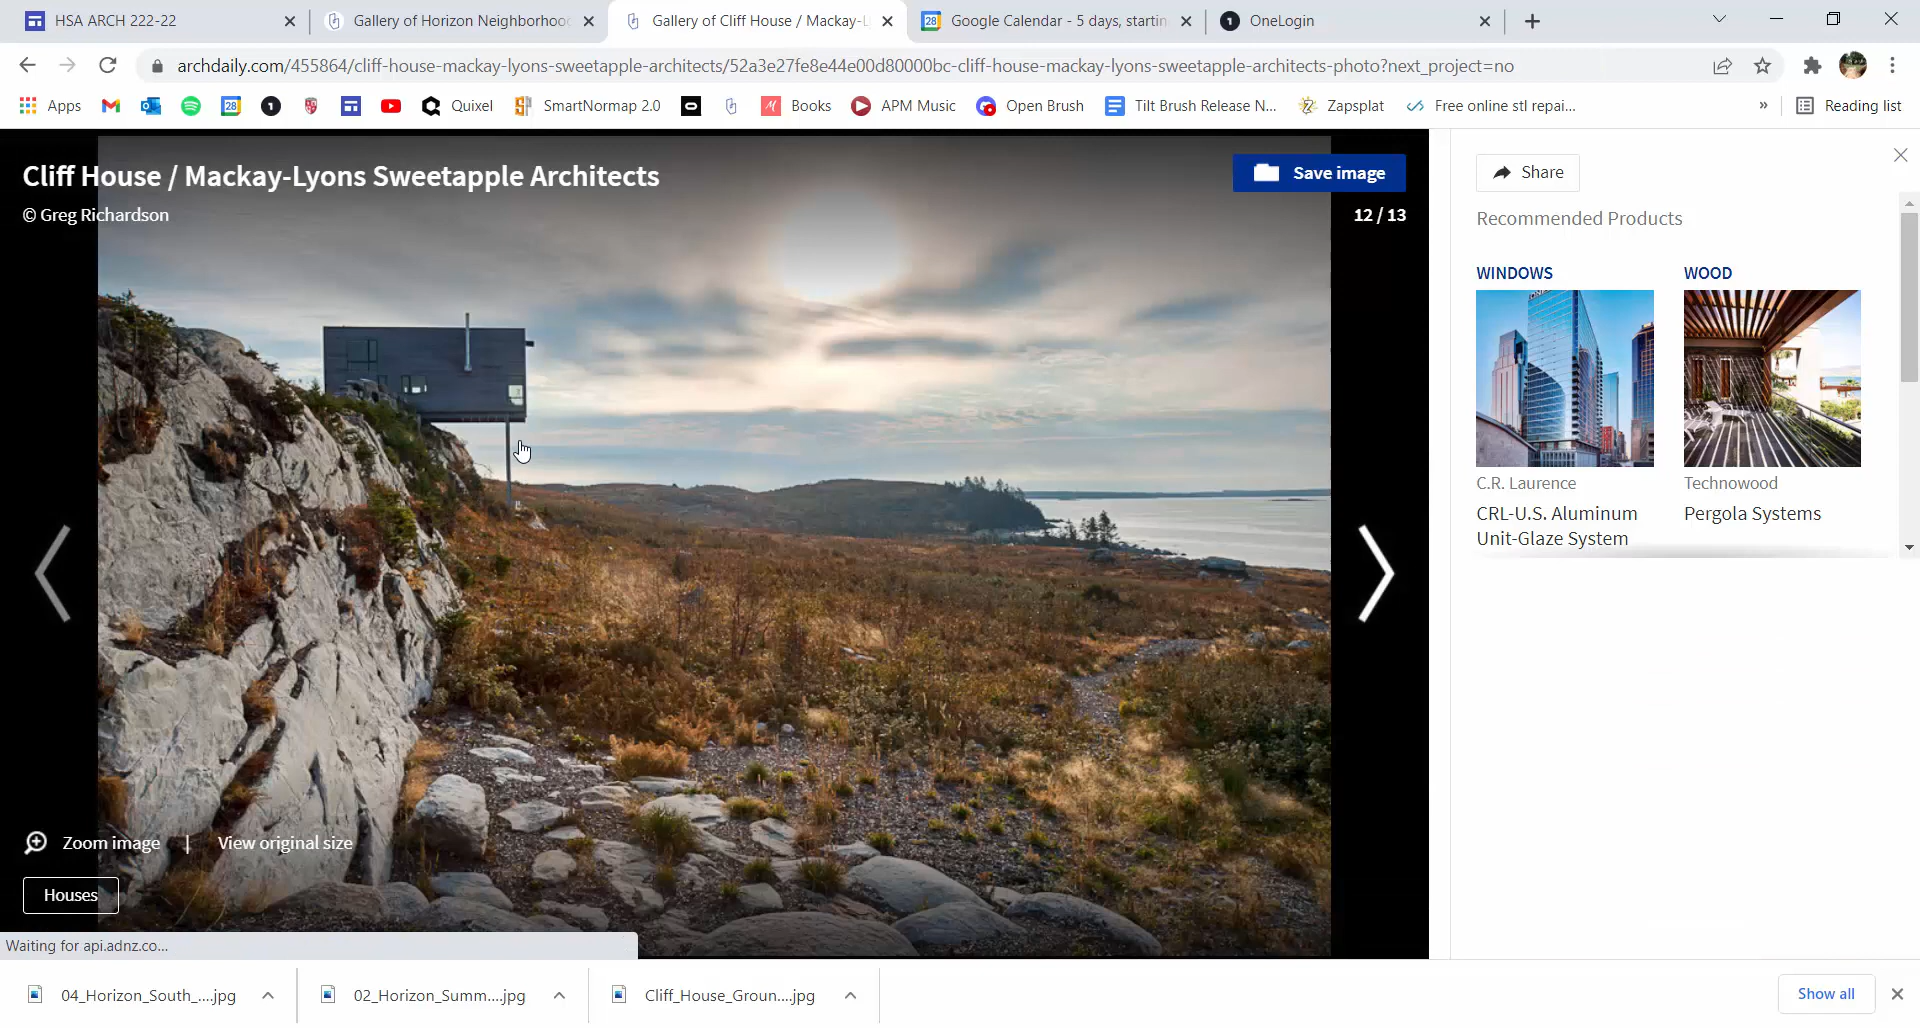 HSA ARCH 222-22
Gallery of Horizon Neighborhood
Gallery of Cliff House / Mackay-L
28
Google Calendar - 5 days, startin
1
OneLogin
archdaily.com/455864/cliff-house-mackay-lyons-sweetapple-architects/52a3e27fe8e44e00d80000bc-cliff-house-mackay-lyons-sweetapple-architects-photo?next_project=no
Apps
28
1
Quixel
SmartNormap 2.0
Books
APM Music
Open Brush
Tilt Brush Release N...
Zapsplat
Free online stl repai...
»
Reading list
Cliff House / Mackay-Lyons Sweetapple Architects
© Greg Richardson
Save image
12 / 13
Share
Recommended Products
WINDOWS
WOOD
C.R. Laurence
Technowood
CRL-U.S. Aluminum
Unit-Glaze System
Pergola Systems
Zoom image | View original size
Houses
Waiting for api.adnz.co...
04_Horizon_South_....jpg
02_Horizon_Summ....jpg
Cliff_House_Groun....jpg
Show all